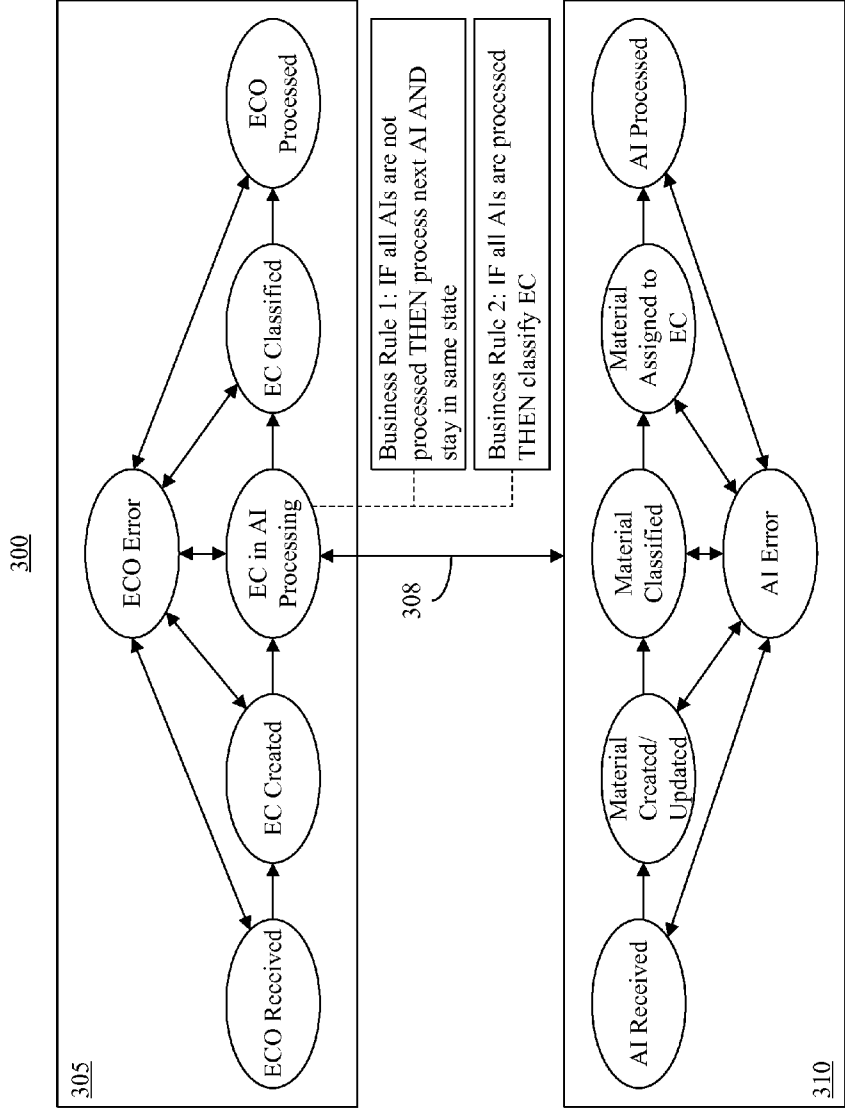 300
305
ECO Error
ECO Received
EC Created
EC in AI
Processing
EC Classified
ECO
Processed
308
Business Rule 1: IF all AIs are not
processed THEN process next AI AND
stay in same state
Business Rule 2: IF all AIs are processed
THEN classify EC
310
AI Received
Material
Created/
Updated
Material
Classified
Material
Assigned to
EC
AI Processed
AI Error